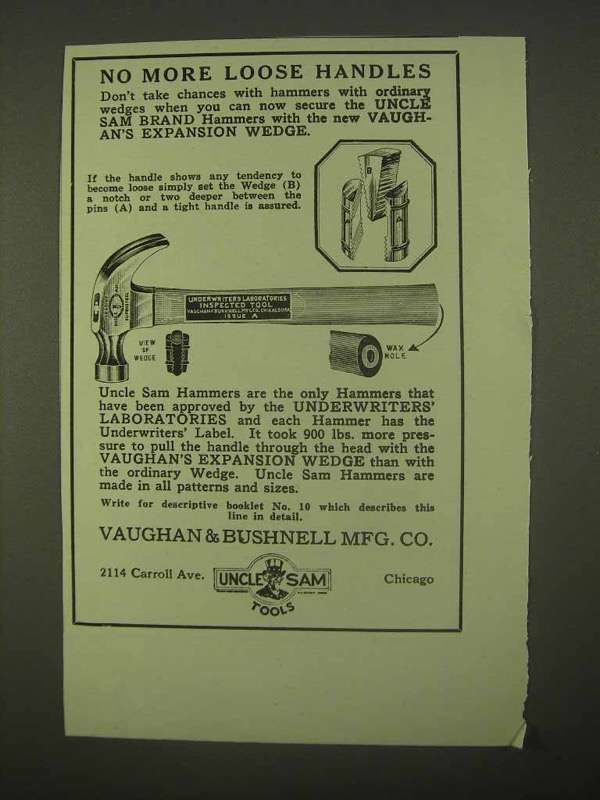 NO MORE LOOSE HANDLES
Don't take chances with hammers with ordinary
wedges when you can now secure the UNCLE
SAM BRAND Hammers with the new VAUGH-
AN'S EXPANSION WEDGE.
If the handle shows any tendency to
become loose simply set the Wedge (B)
a notch or two deeper between the
pins (A) and a tight handle is assured.
B
A
A
UNDERWRITERS LABORATORIES
INSPECTED TOOL
ISSUE A
VIEW
OF
WEDGE
WAX
HOLE
Uncle Sam Hammers are the only Hammers that
have been approved by the UNDERWRITERS'
LABORATORIES and each Hammer has the
Underwriters' Label. It took 900 lbs. more pres-
sure to pull the handle through the head with the
VAUGHAN'S EXPANSION WEDGE than with
the ordinary Wedge. Uncle Sam Hammers are
made in all patterns and sizes.
Write for descriptive booklet No. 10 which describes this
line in detail.
VAUGHAN & BUSHNELL MFG. CO.
2114 Carroll Ave.
UNCLE SAM
TOOLS
Chicago